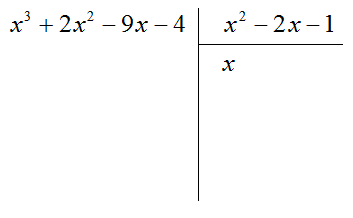 x³ + 2x² − 9x − 4 | x² − 2x − 1
x